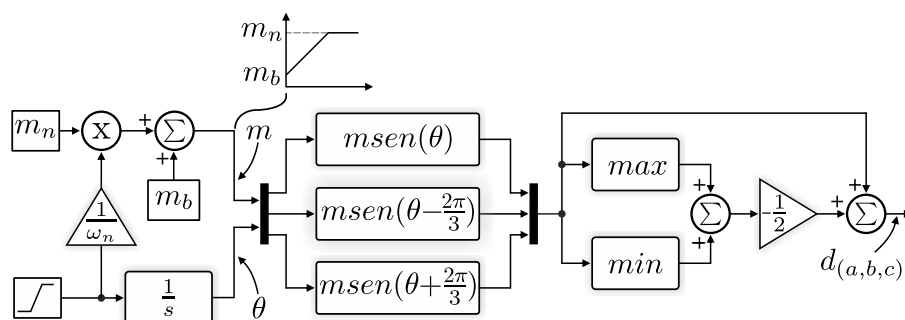 m_n
m_b
m_n
X
+
Σ
+
m_b
m
1/ω_n
1/s
θ
msen(θ)
msen(θ−2π/3)
msen(θ+2π/3)
max
min
+
Σ
+
-1/2
+
+
Σ
d_(a,b,c)